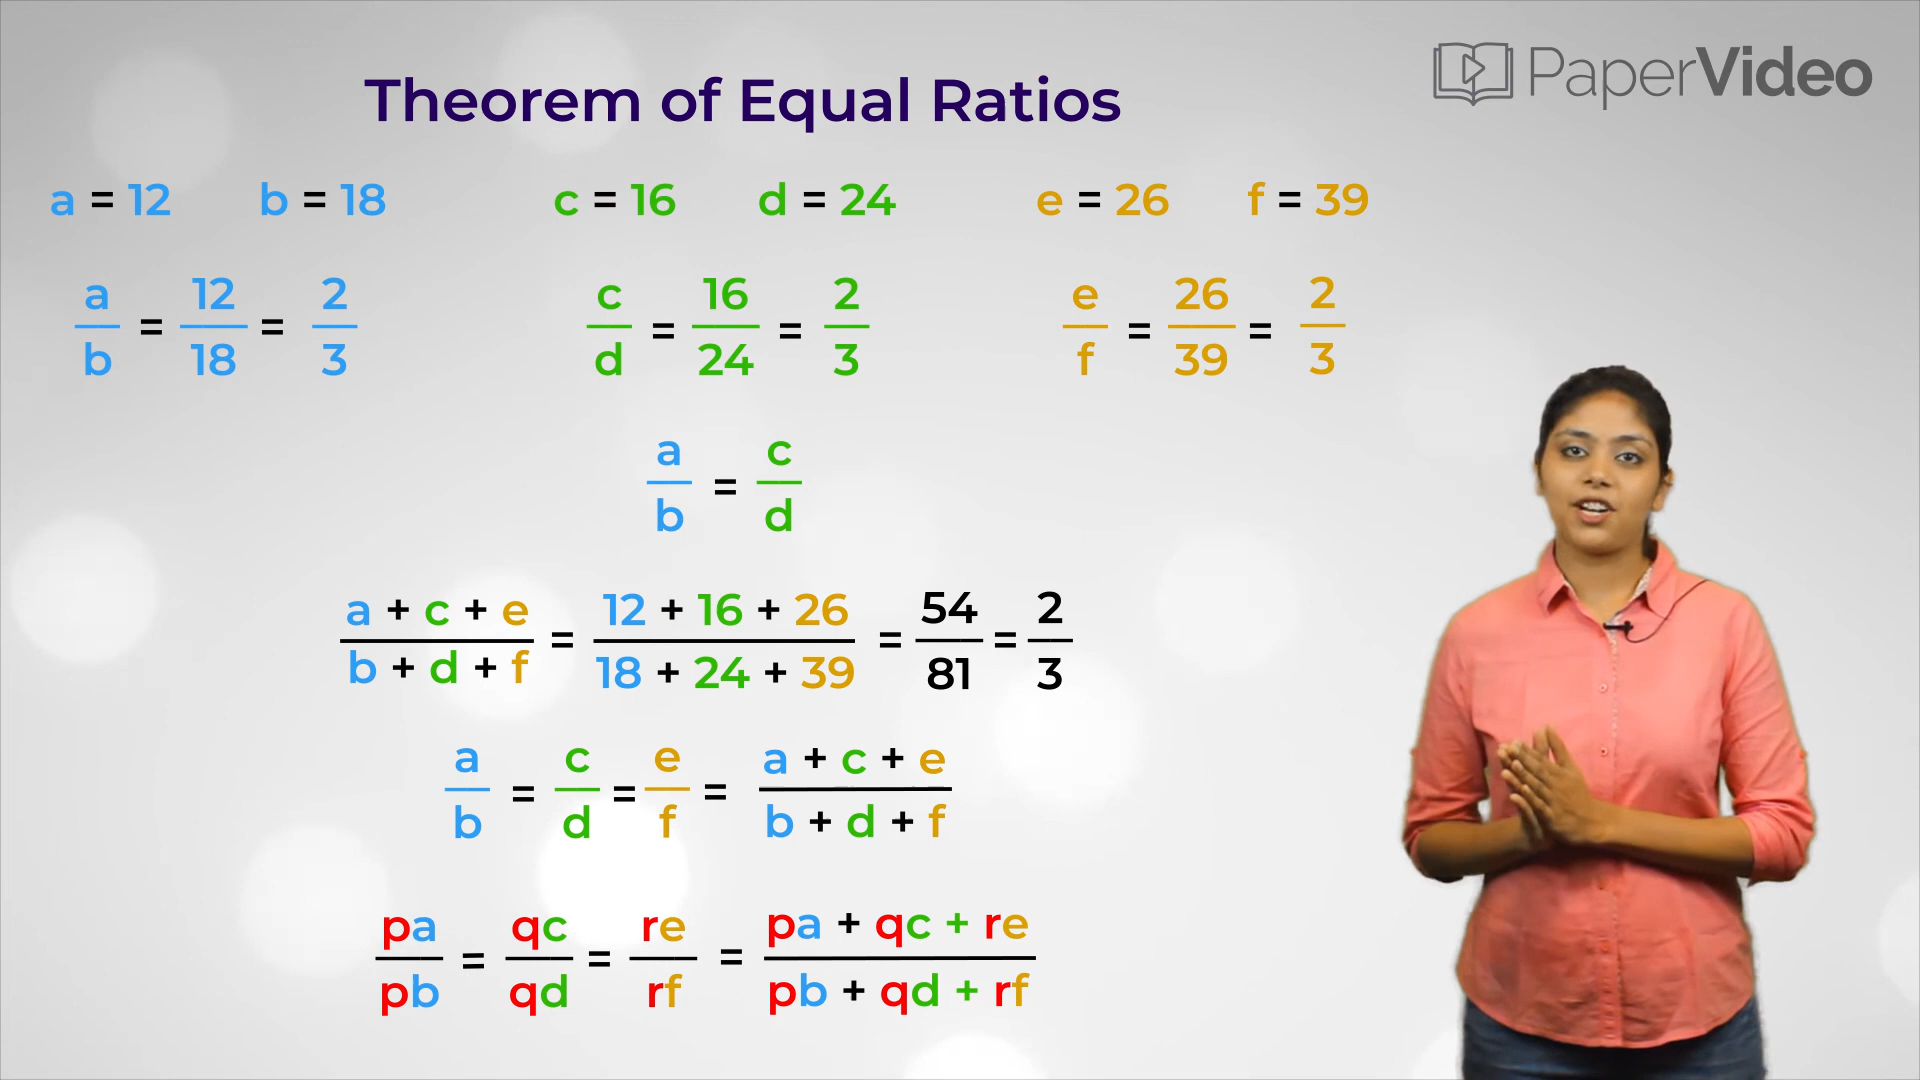 PaperVideo
Theorem of Equal Ratios
a = 12 b = 18 c = 16 d = 24 e = 26 f = 39
a/b = 12/18 = 2/3 c/d = 16/24 = 2/3 e/f = 26/39 = 2/3
a/b = c/d
(a + c + e)/(b + d + f) = (12 + 16 + 26)/(18 + 24 + 39) = 54/81 = 2/3
a/b = c/d = e/f = (a + c + e)/(b + d + f)
pa/pb = qc/qd = re/rf = (pa + qc + re)/(pb + qd + rf)